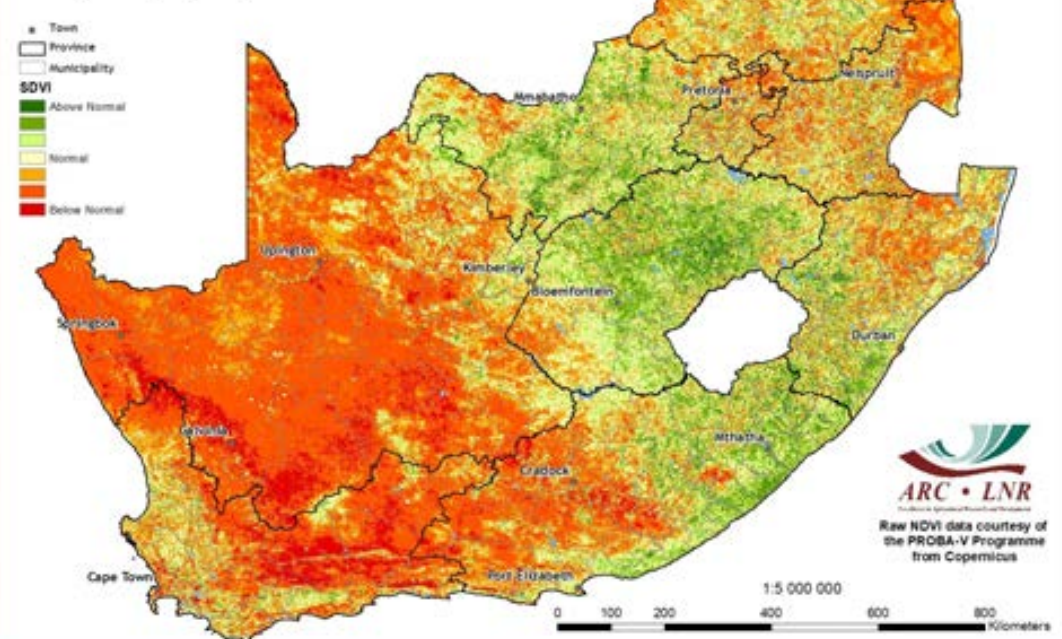 Town
Province
Municipality
SDVI
Above Normal
Normal
Below Normal
Nelspruit
Pretoria
Mmabatho
Upington
Kimberley
Bloemfontein
Springbok
Durban
Calvinia
Mthatha
Cradock
Cape Town
Port Elizabeth
ARC • LNR
Raw NDVI data courtesy of
the PROBA-V Programme
from Copernicus
1:5 000 000
0 100 200 400 600 800
Kilometers